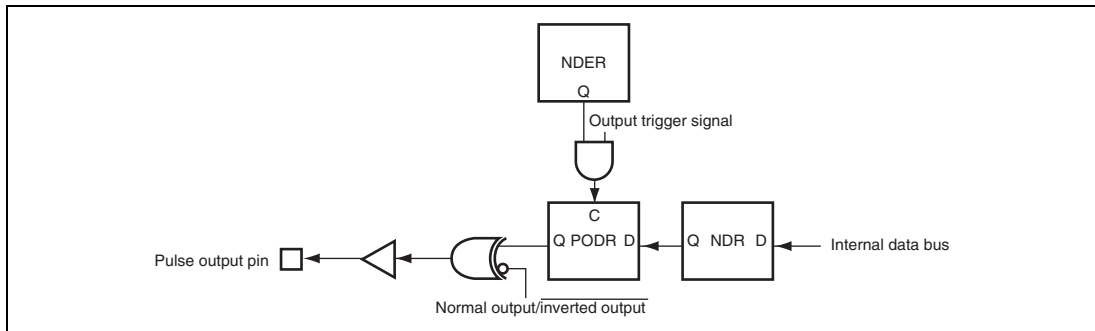 NDER
Q
Output trigger signal
C
Q PODR D
Q NDR D
Internal data bus
Pulse output pin
Normal output/inverted output